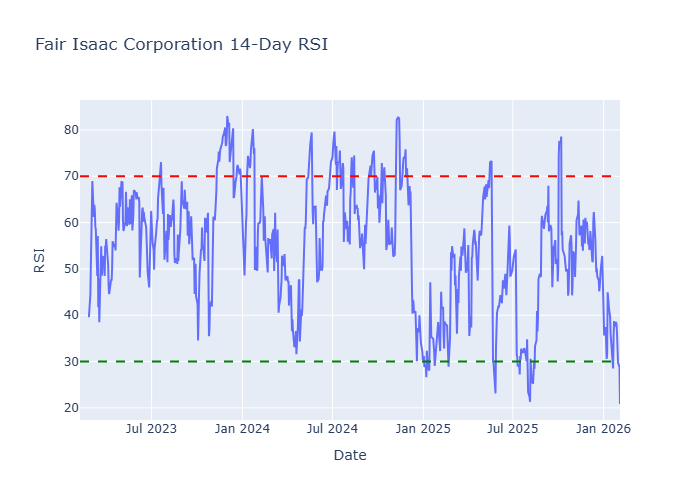 Fair Isaac Corporation 14-Day RSI
RSI
80
70
60
50
40
30
20
Jul 2023
Jan 2024
Jul 2024
Jan 2025
Jul 2025
Jan 2026
Date